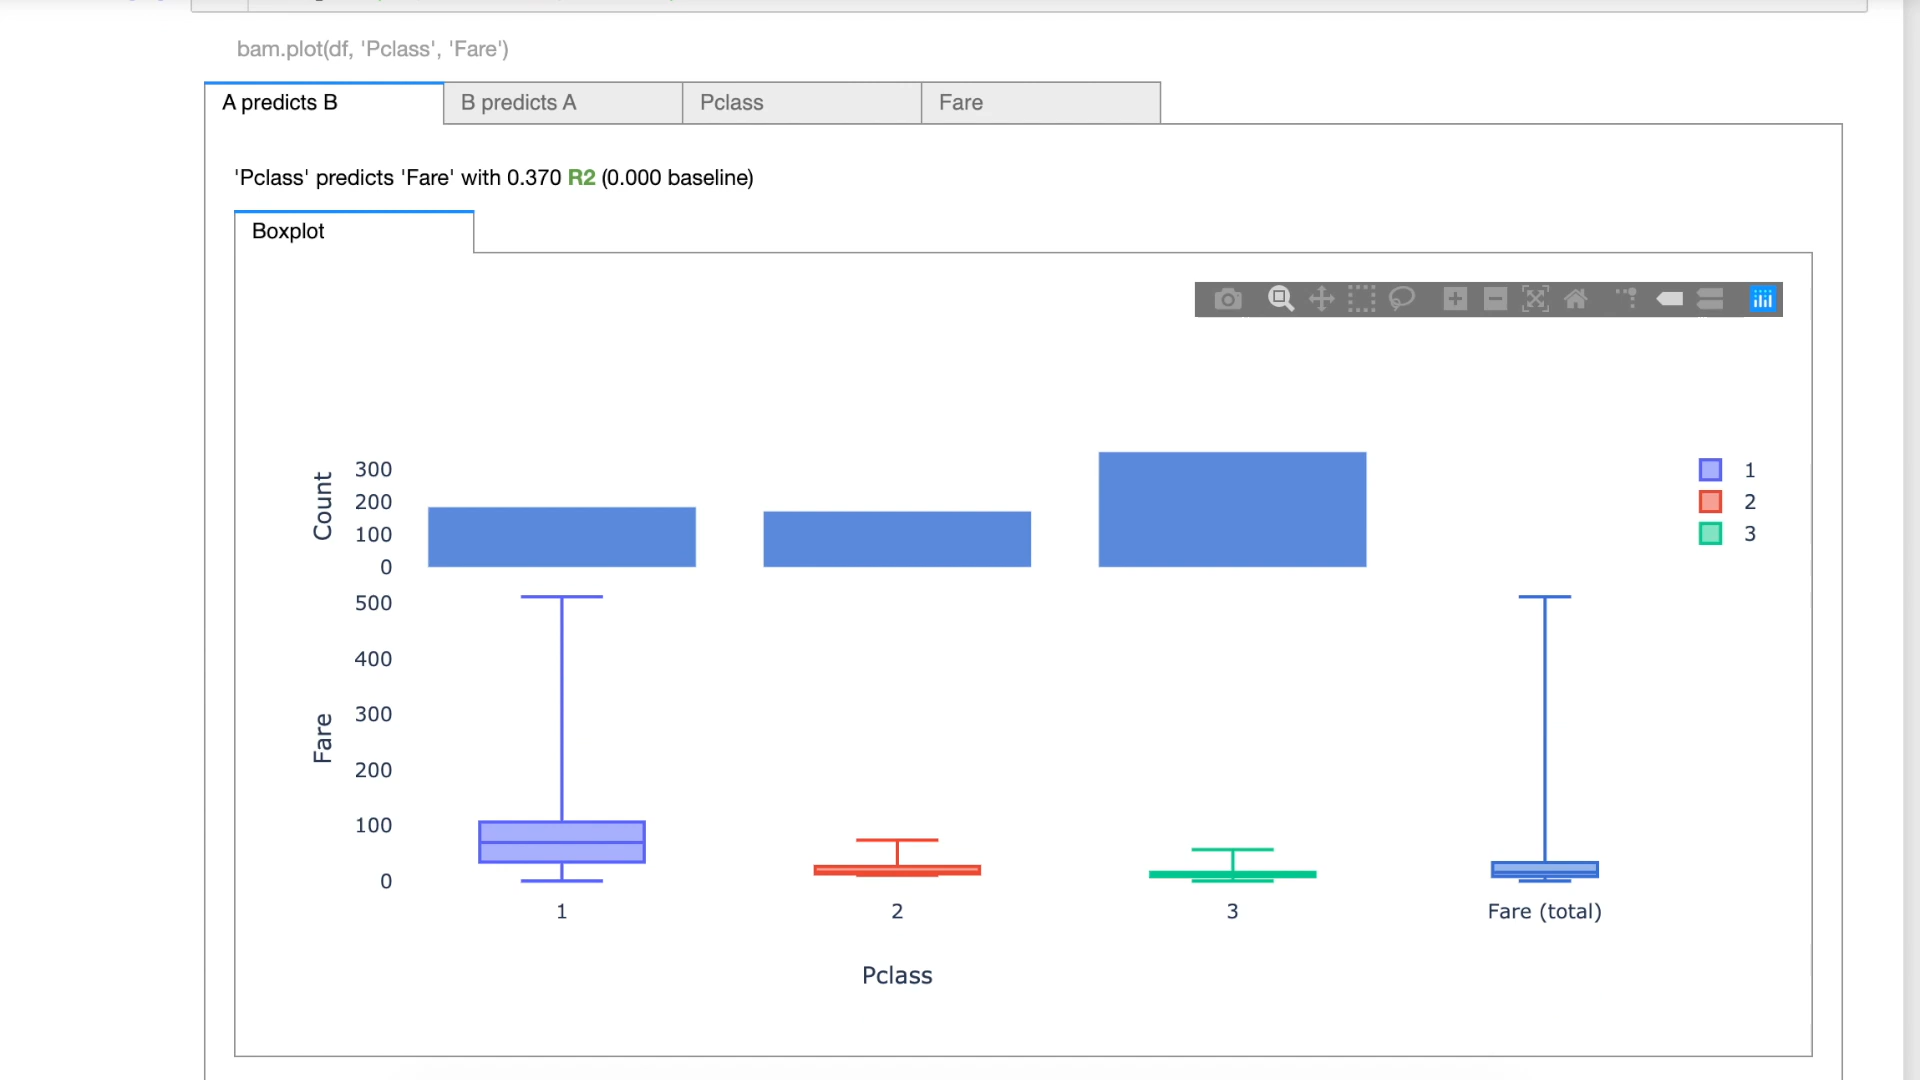 bam.plot(df, 'Pclass', 'Fare')
A predicts B
B predicts A
Pclass
Fare
'Pclass' predicts 'Fare' with 0.370 R2 (0.000 baseline)
Boxplot
Count
300
200
100
0
1
2
3
Fare
500
400
300
200
100
0
1
2
3
Fare (total)
Pclass